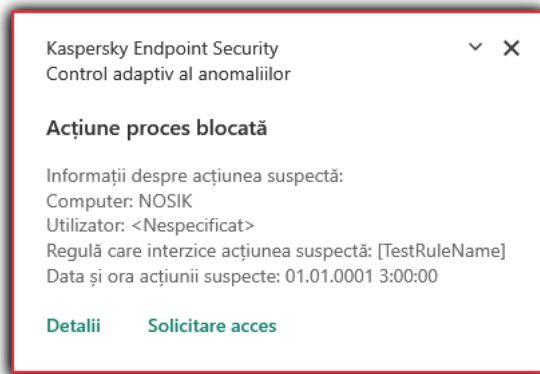 Kaspersky Endpoint Security
Control adaptiv al anomaliilor
Acțiune proces blocată
Informații despre acțiunea suspectă:
Computer: NOSIK
Utilizator: <Nespecificat>
Regulă care interzice acțiunea suspectă: [TestRuleName]
Data și ora acțiunii suspecte: 01.01.0001 3:00:00
Detalii Solicitare acces